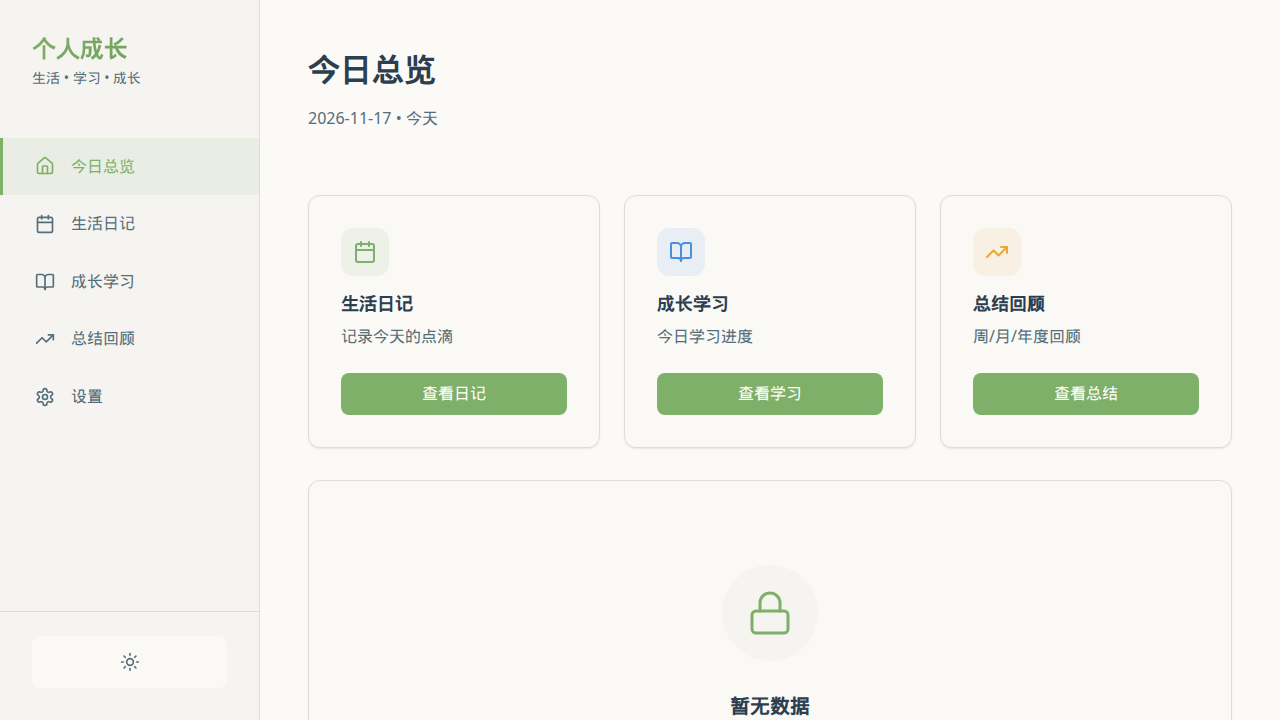 个人成长
生活 • 学习 • 成长
今日总览
生活日记
成长学习
总结回顾
设置
今日总览
2026-11-17 • 今天
生活日记
记录今天的点滴
查看日记
成长学习
今日学习进度
查看学习
总结回顾
周/月/年度回顾
查看总结
暂无数据